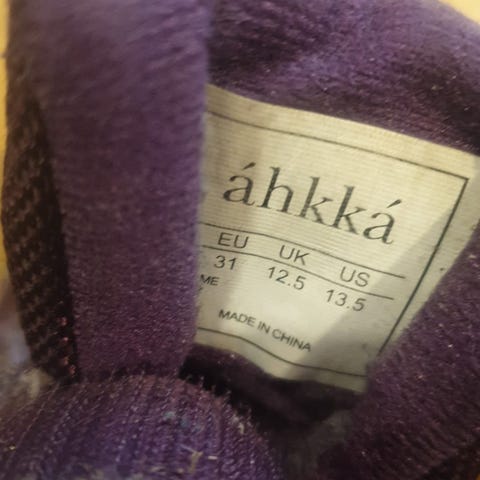 áhkká
EU UK US
31 12.5 13.5
MADE IN CHINA